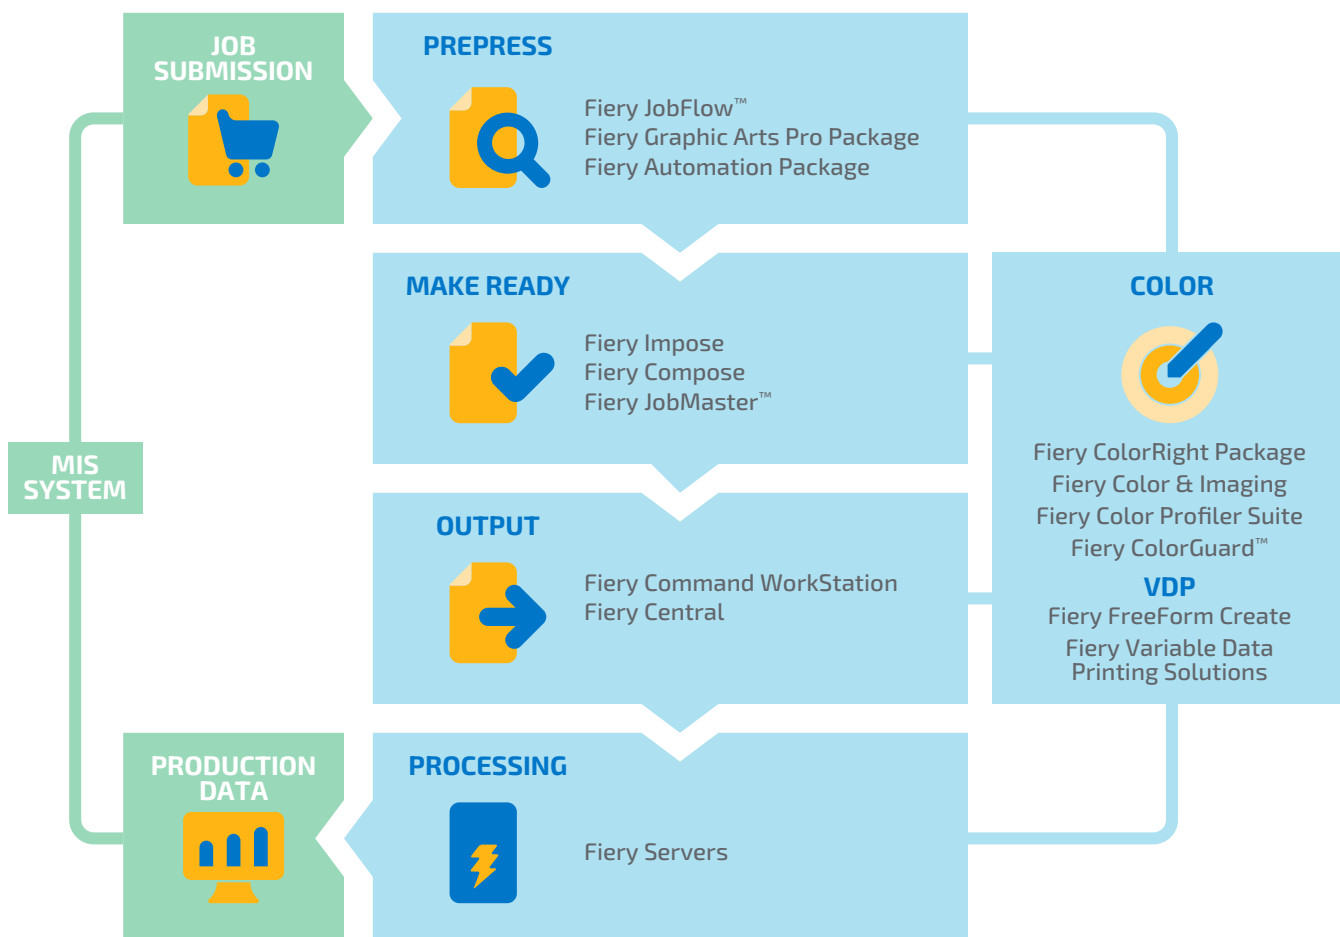 JOB
SUBMISSION
PREPRESS
Fiery JobFlow™
Fiery Graphic Arts Pro Package
Fiery Automation Package
MAKE READY
Fiery Impose
Fiery Compose
Fiery JobMaster™
COLOR
Fiery ColorRight Package
Fiery Color & Imaging
Fiery Color Profiler Suite
Fiery ColorGuard™
VDP
Fiery FreeForm Create
Fiery Variable Data
Printing Solutions
MIS
SYSTEM
OUTPUT
Fiery Command WorkStation
Fiery Central
PRODUCTION
DATA
PROCESSING
Fiery Servers